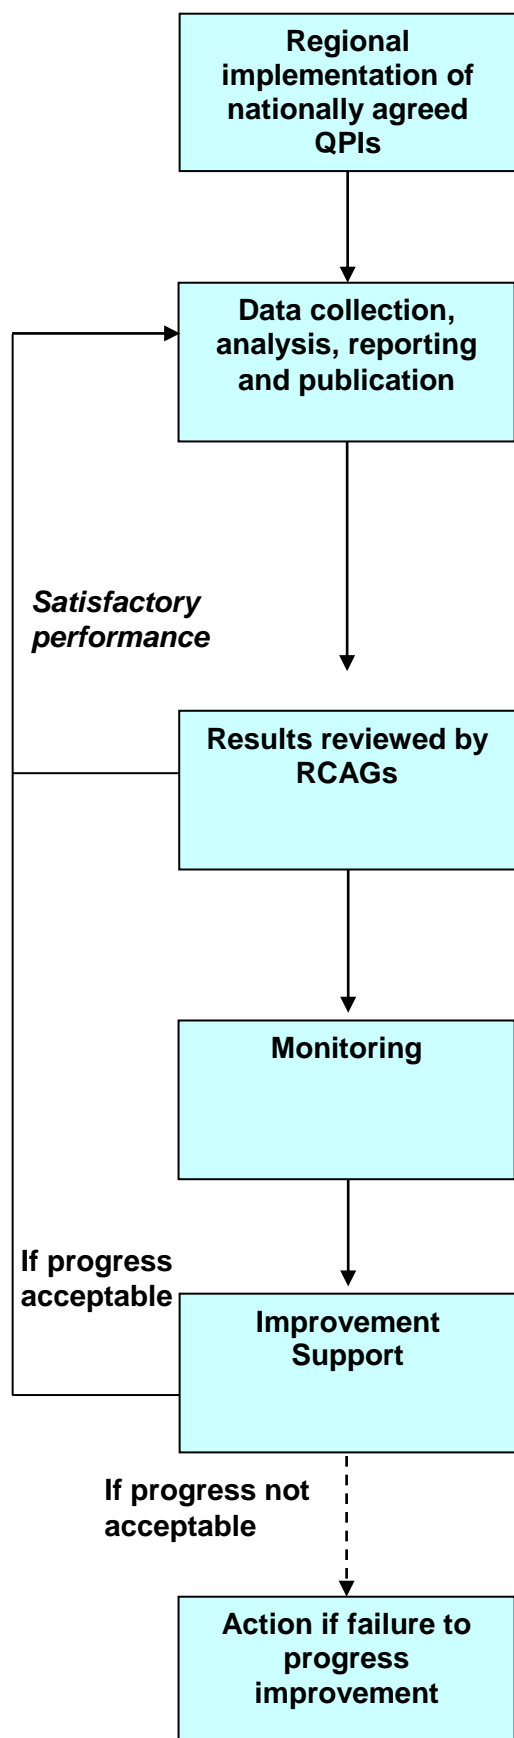 Regional
implementation of
nationally agreed
QPIs
Data collection,
analysis, reporting
and publication
Satisfactory
performance
Results reviewed by
RCAGs
Monitoring
If progress
acceptable
Improvement
Support
If progress not
acceptable
Action if failure to
progress
improvement